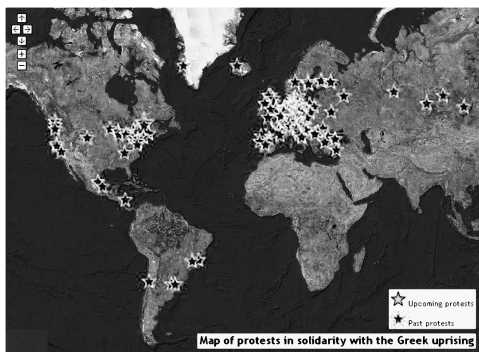 Upcoming protests
Past protests
Map of protests in solidarity with the Greek uprising